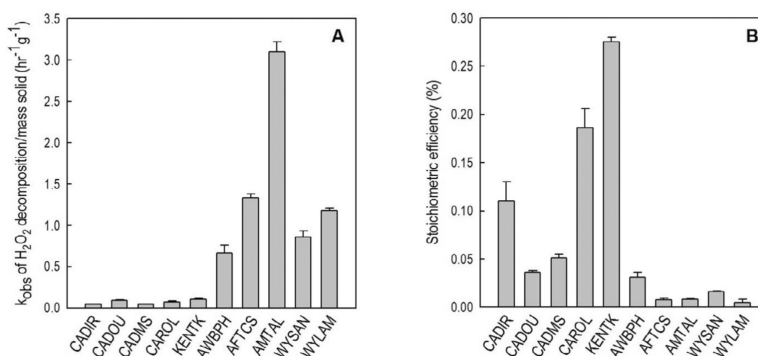 A
k_obs of H₂O₂ decomposition/mass solid (hr⁻¹g⁻¹)
3.5
3.0
2.5
2.0
1.5
1.0
0.5
0.0
CADIR
CADOU
CADMS
CAROL
KENTK
AWBPH
AFTCS
AMTAL
WYSAN
WYLAM
B
Stoichiometric efficiency (%)
0.30
0.25
0.20
0.15
0.10
0.05
0.00
CADIR
CADOU
CADMS
CAROL
KENTK
AWBPH
AFTCS
AMTAL
WYSAN
WYLAM